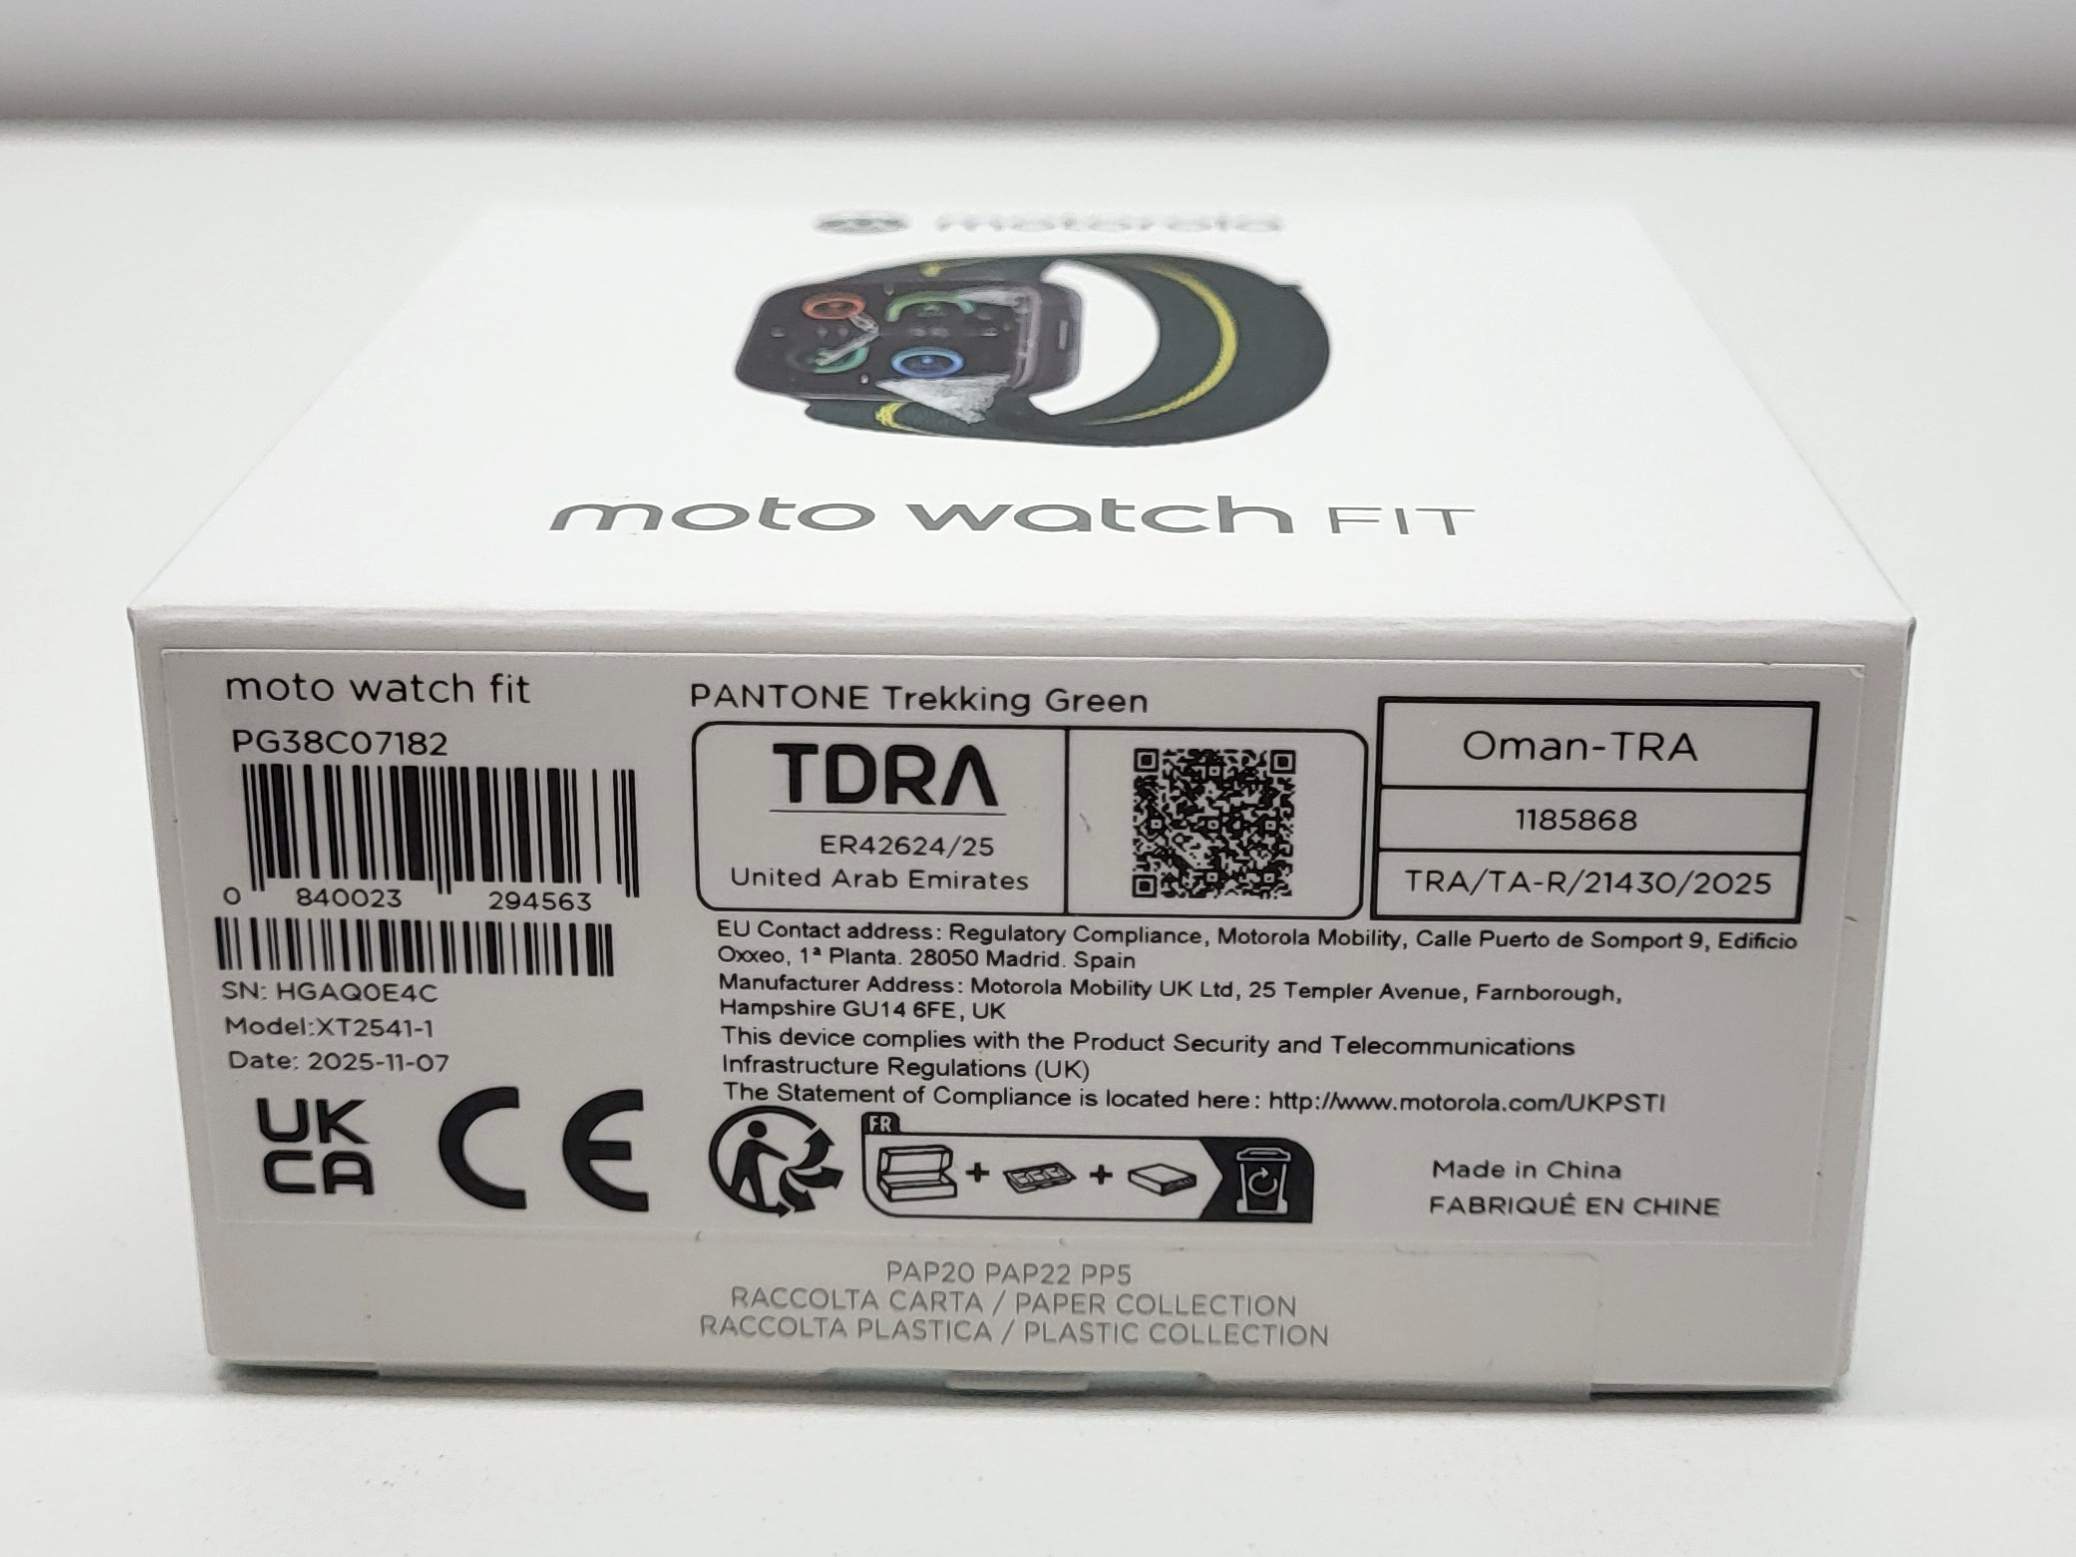 motorola
moto watch FIT
moto watch fit
PG38C07182
0 840023 294563
SN: HGAQ0E4C
Model:XT2541-1
Date: 2025-11-07
UK
CA
CE
PANTONE Trekking Green
TDRA
ER42624/25
United Arab Emirates
Oman-TRA
1185868
TRA/TA-R/21430/2025
EU Contact address: Regulatory Compliance, Motorola Mobility, Calle Puerto de Somport 9, Edificio
Oxxeo, 1ª Planta. 28050 Madrid. Spain
Manufacturer Address: Motorola Mobility UK Ltd, 25 Templer Avenue, Farnborough,
Hampshire GU14 6FE, UK
This device complies with the Product Security and Telecommunications
Infrastructure Regulations (UK)
The Statement of Compliance is located here: http://www.motorola.com/UKPSTI
FR
Made in China
FABRIQUÉ EN CHINE
PAP20 PAP22 PP5
RACCOLTA CARTA / PAPER COLLECTION
RACCOLTA PLASTICA / PLASTIC COLLECTION